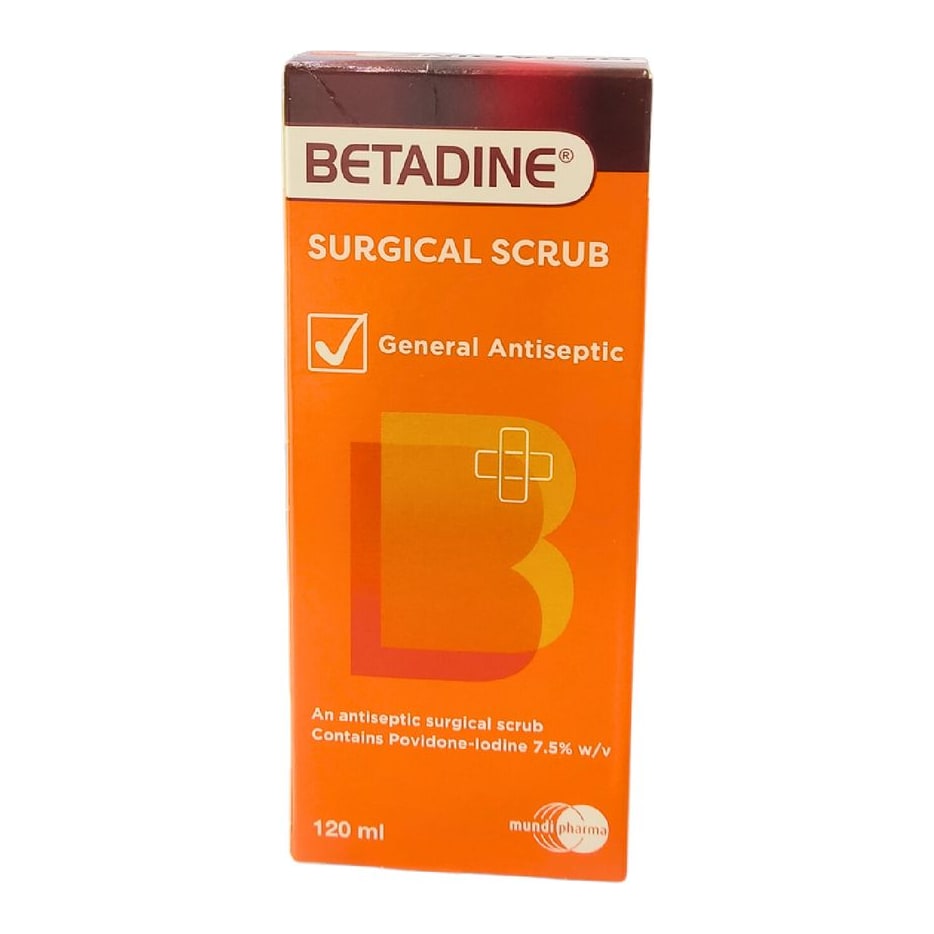 BETADINE®
SURGICAL SCRUB
General Antiseptic
An antiseptic surgical scrub
Contains Povidone-Iodine 7.5% w/v
120 ml
mundipharma